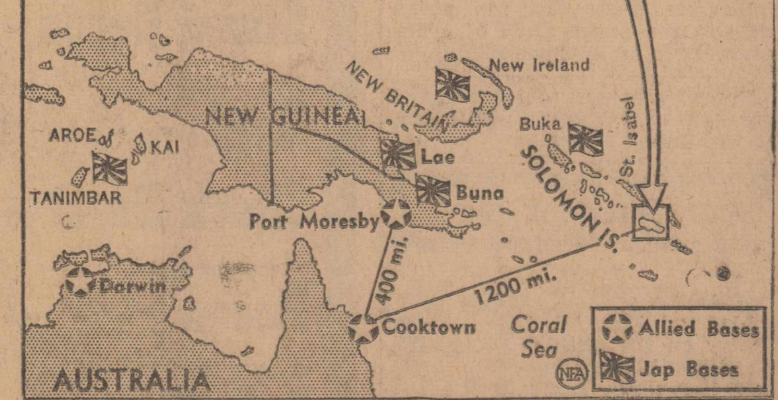 New Ireland
NEW BRITAIN
NEW GUINEA
Buka
St. Isabel
AROE
KAI
Lae
TANIMBAR
Buna
SOLOMON IS.
Port Moresby
400 mi.
1200 mi.
Darwin
Cooktown
Coral
Sea
Allied Bases
NEA
Jap Bases
AUSTRALIA